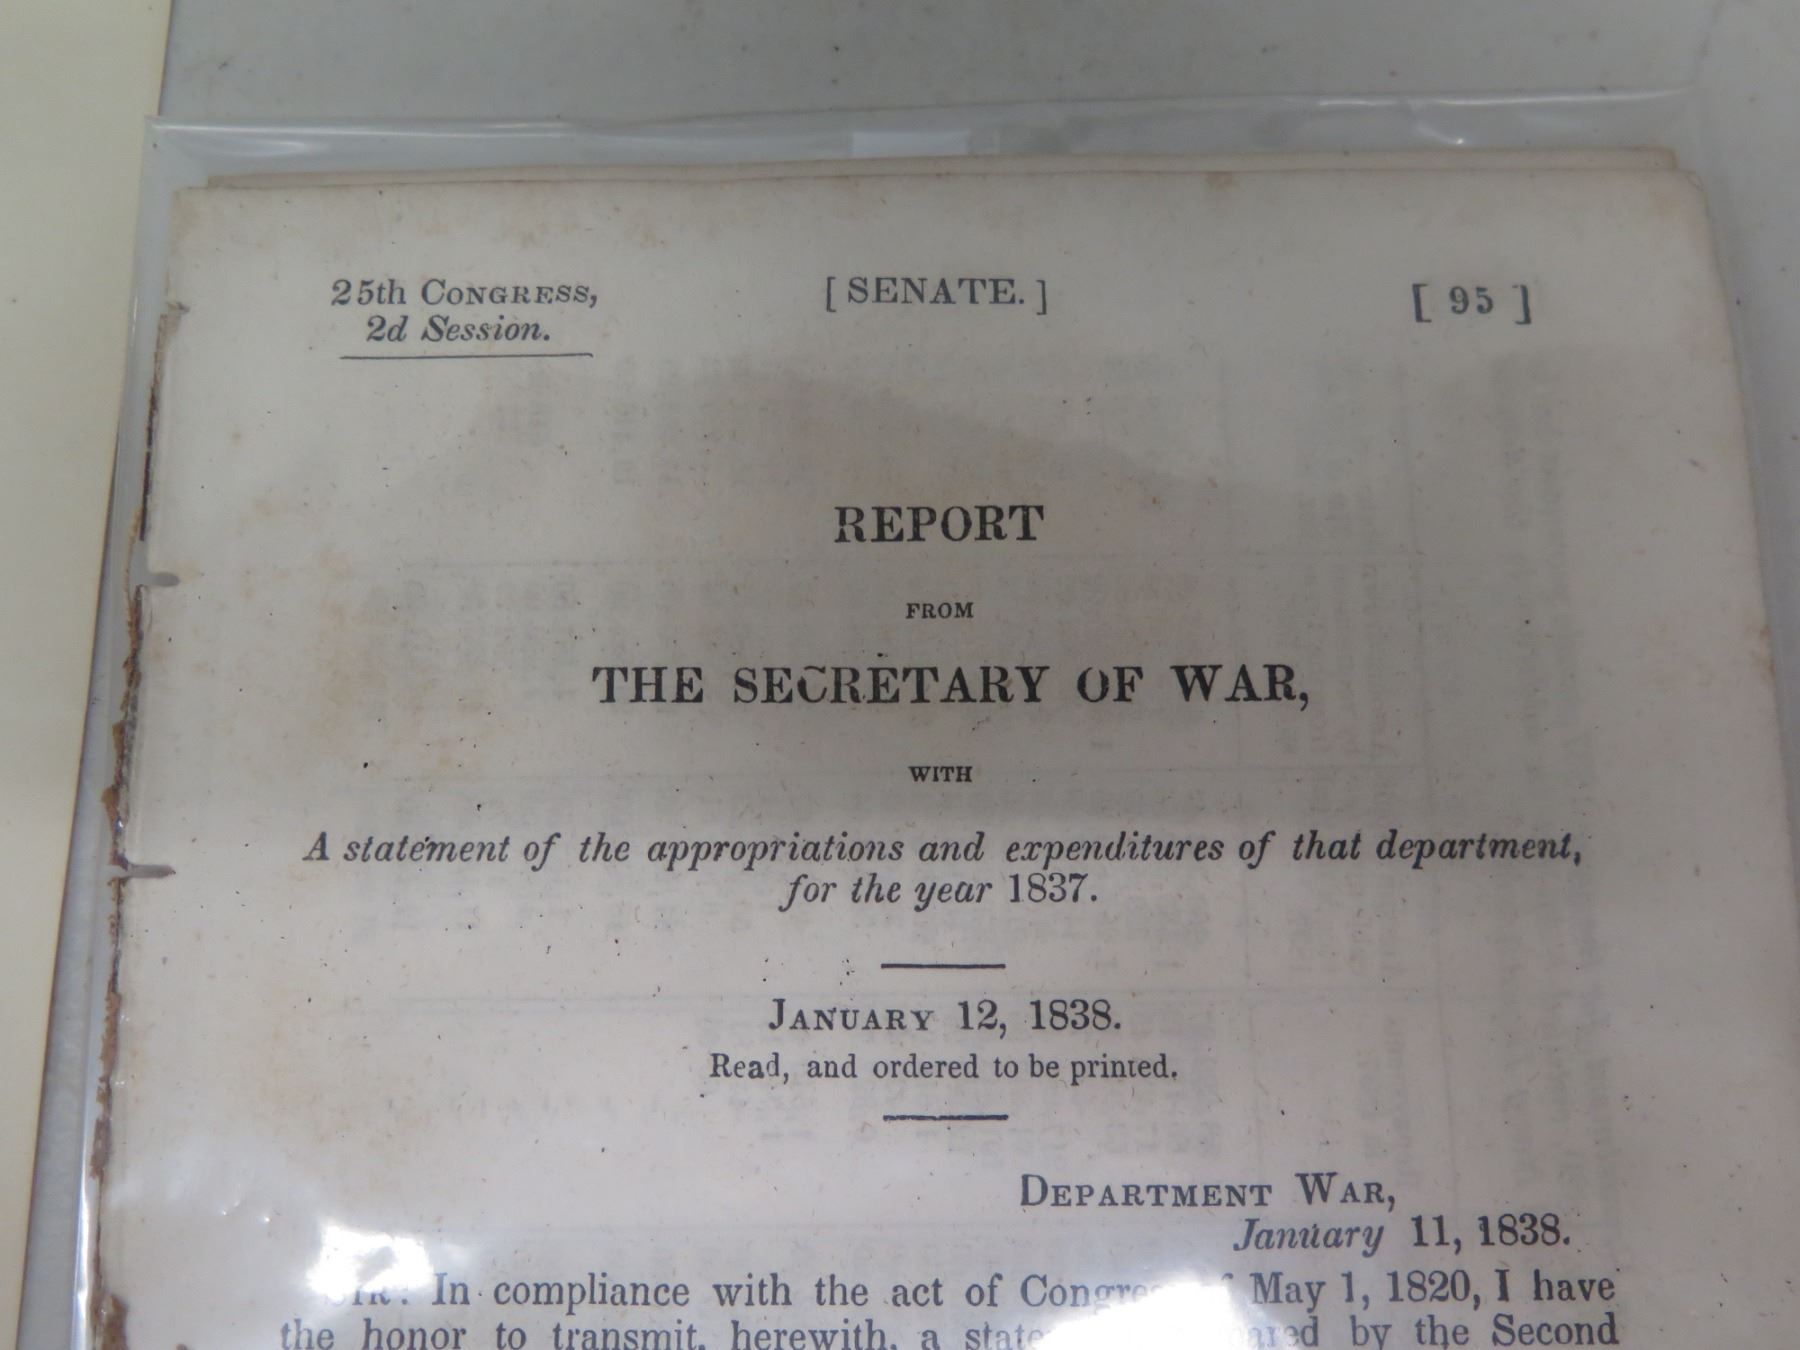 25th CONGRESS, [ SENATE. ] [ 95 ]
2d Session.
REPORT
FROM
THE SECRETARY OF WAR,
WITH
A statement of the appropriations and expenditures of that department,
for the year 1837.
JANUARY 12, 1838.
Read, and ordered to be printed.
DEPARTMENT WAR,
January 11, 1838.
SIR: In compliance with the act of Congress of May 1, 1820, I have
the honor to transmit, herewith, a by the Second